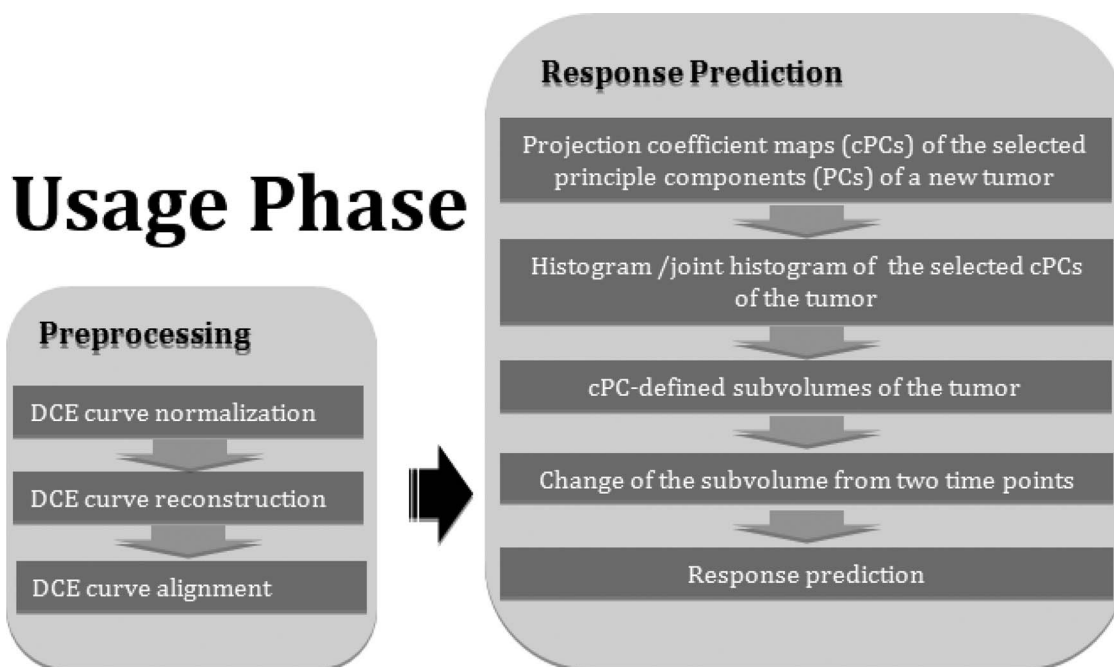 Usage Phase
Preprocessing
DCE curve normalization
DCE curve reconstruction
DCE curve alignment
Response Prediction
Projection coefficient maps (cPCs) of the selected
principle components (PCs) of a new tumor
Histogram /joint histogram of the selected cPCs
of the tumor
cPC-defined subvolumes of the tumor
Change of the subvolume from two time points
Response prediction